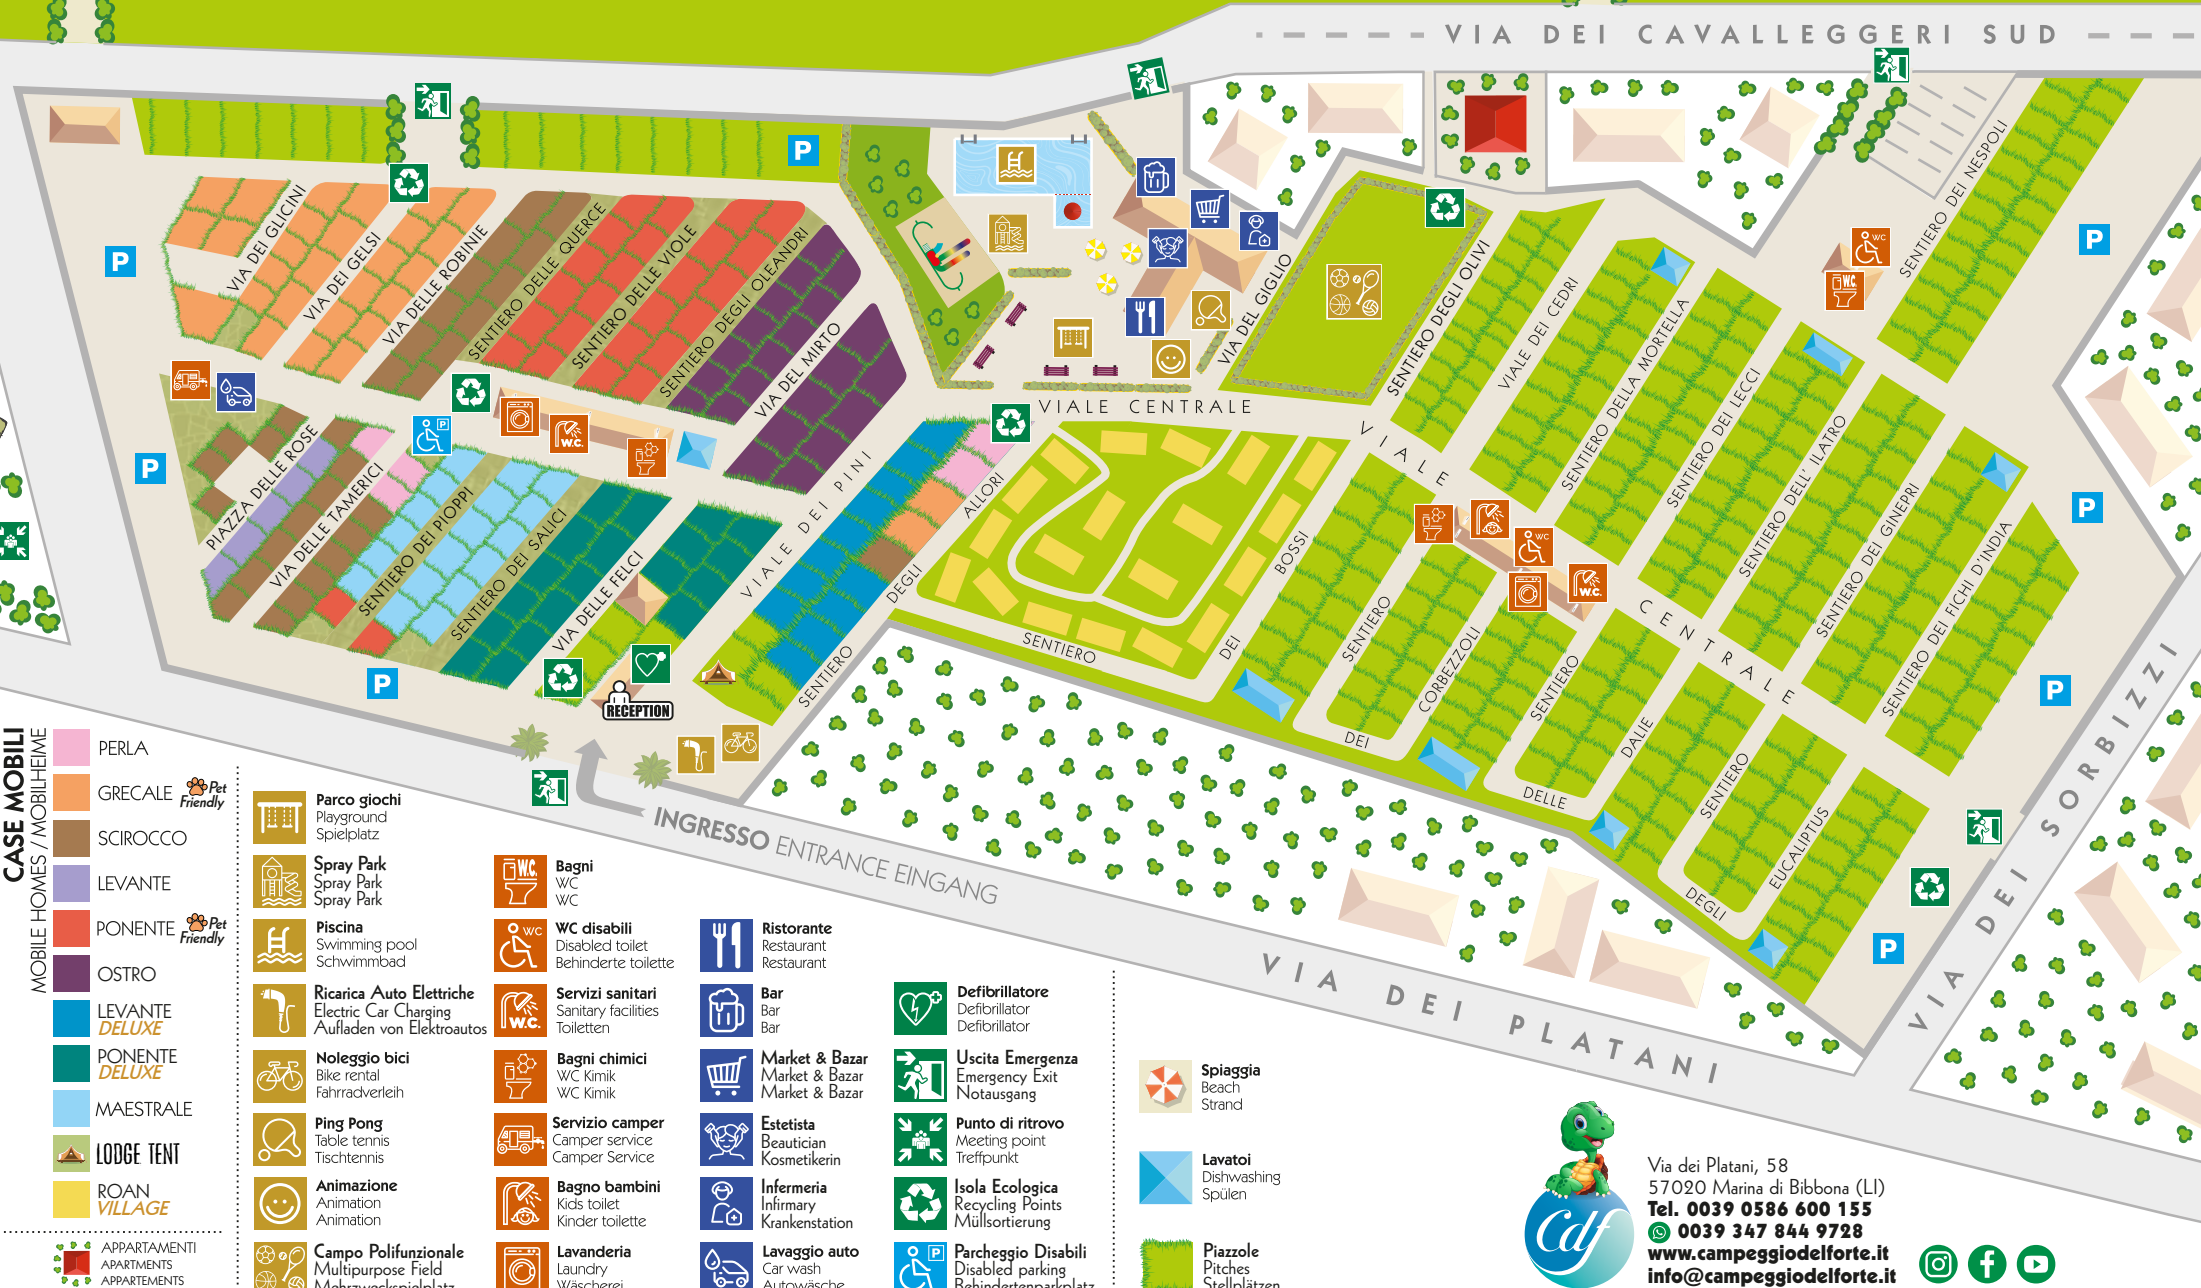 VIA DEI CAVALLEGGERI SUD
P
P
P
P
P
P
P
P
P
VIA DEI GLICINI
VIA DEI GELSI
VIA DELLE ROBINIE
SENTIERO DELLE QUERCE
SENTIERO DELLE VIOLE
SENTIERO DEGLI OLEANDRI
VIA DEL MIRTO
VIA DEL GIGLIO
SENTIERO DEGLI OLIVI
VIALE DEI CEDRI
SENTIERO DELLA MORTELLA
SENTIERO DEI LECCI
SENTIERO DELL' ILATRO
SENTIERO DEI GINEPRI
SENTIERO DEI FICHI D'INDIA
SENTIERO DEI NESPOLI
WC
W.C.
VIALE CENTRALE
VIALE CENTRALE
PIAZZA DELLE ROSE
VIA DELLE TAMERICI
SENTIERO DEI PIOPPI
SENTIERO DEI SALICI
VIA DELLE FELCI
VIALE DEI PINI
SENTIERO DEGLI ALLORI
P
W.C.
SENTIERO DEI BOSSI
SENTIERO DEI CORBEZZOLI
SENTIERO DELLE DALIE
SENTIERO DEGLI EUCALIPTUS
WC
W.C.
RECEPTION
INGRESSO ENTRANCE EINGANG
VIA DEI PLATANI
VIA DEI SORBIZZI
CASE MOBILI
MOBILE HOMES / MOBILHEIME
PERLA
GRECALE Pet Friendly
SCIROCCO
LEVANTE
PONENTE Pet Friendly
OSTRO
LEVANTE
DELUXE
PONENTE
DELUXE
MAESTRALE
LODGE TENT
ROAN
VILLAGE
APPARTAMENTI
APARTMENTS
APPARTEMENTS
Parco giochi
Playground
Spielplatz
Spray Park
Spray Park
Spray Park
Piscina
Swimming pool
Schwimmbad
Ricarica Auto Elettriche
Electric Car Charging
Aufladen von Elektroautos
Noleggio bici
Bike rental
Fahrradverleih
Ping Pong
Table tennis
Tischtennis
Animazione
Animation
Animation
Campo Polifunzionale
Multipurpose Field
Mehrzweckspielplatz
W.C.
Bagni
WC
WC
WC
WC disabili
Disabled toilet
Behinderte toilette
W.C.
Servizi sanitari
Sanitary facilities
Toiletten
Bagni chimici
WC Kimik
WC Kimik
Servizio camper
Camper service
Camper Service
Bagno bambini
Kids toilet
Kinder toilette
Lavanderia
Laundry
Wäscherei
Ristorante
Restaurant
Restaurant
Bar
Bar
Bar
Market & Bazar
Market & Bazar
Market & Bazar
Estetista
Beautician
Kosmetikerin
Infermeria
Infirmary
Krankenstation
Lavaggio auto
Car wash
Autowäsche
Defibrillatore
Defibrillator
Defibrillator
Uscita Emergenza
Emergency Exit
Notausgang
Punto di ritrovo
Meeting point
Treffpunkt
Isola Ecologica
Recycling Points
Müllsortierung
P
Parcheggio Disabili
Disabled parking
Behindertenparkplatz
Spiaggia
Beach
Strand
Lavatoi
Dishwashing
Spülen
Piazzole
Pitches
Stellplätzen
Cdf
Via dei Platani, 58
57020 Marina di Bibbona (LI)
Tel. 0039 0586 600 155
0039 347 844 9728
www.campeggiodelforte.it
info@campeggiodelforte.it